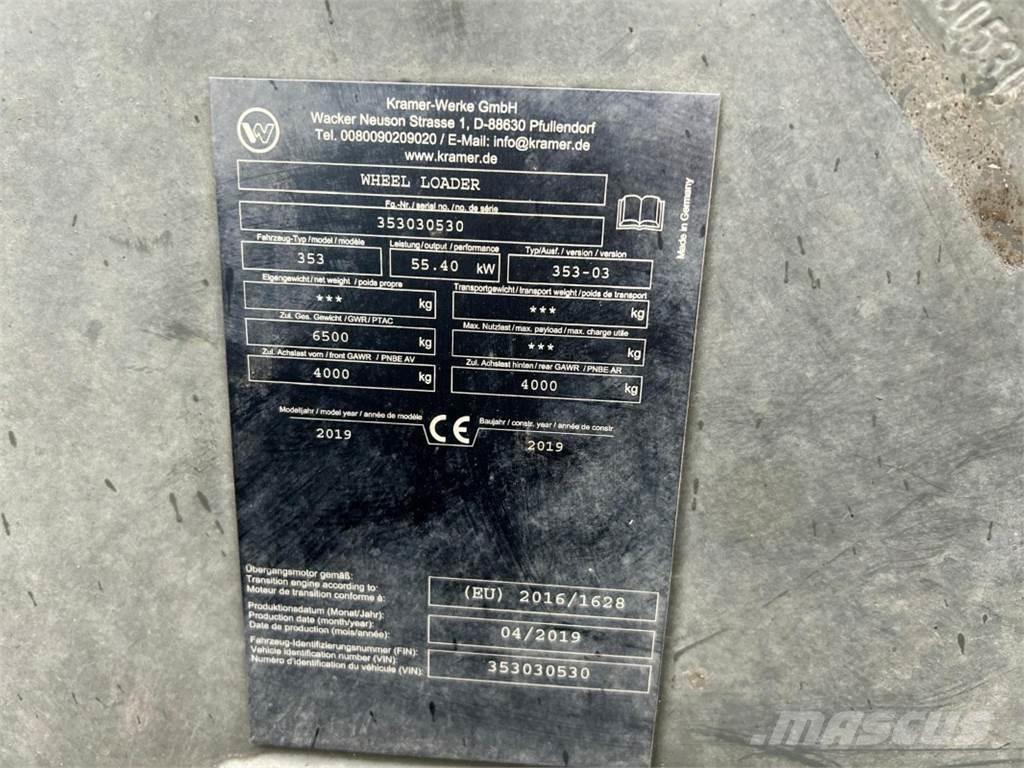 Kramer-Werke GmbH
Wacker Neuson Strasse 1, D-88630 Pfullendorf
Tel. 0080090209020 / E-Mail: info@kramer.de
www.kramer.de
W
WHEEL LOADER
Made in Germany
Fg.-Nr./ serial no. / no. de série
353030530
Fahrzeug-Typ / model / modèle
353
Leistung / output / performance
55.40 kW
Typ/Ausf. / version / version
353-03
Eigengewicht / net weight / poids propre
*** kg
Transportgewicht / transport weight / poids de transport
*** kg
Zul. Ges. Gewicht / GWR / PTAC
6500 kg
Max. Nutzlast / max. payload / max. charge utile
*** kg
Zul. Achslast vorn / front GAWR / PNBE AV
4000 kg
Zul. Achslast hinten / rear GAWR / PNBE AR
4000 kg
Modelljahr / model year / année de modèle
2019
CE
Baujahr / constr. year / année de constr.
2019
Übergangsmotor gemäß:
Transition engine according to:
Moteur de transition conforme à:
(EU) 2016/1628
Produktionsdatum (Monat/Jahr):
Production date (month/year):
Date de production (mois/année):
04/2019
Fahrzeug-Identifizierungsnummer (FIN):
Vehicle identification number (VIN):
Numéro d'identification du véhicule (VIN):
353030530
MASCUS